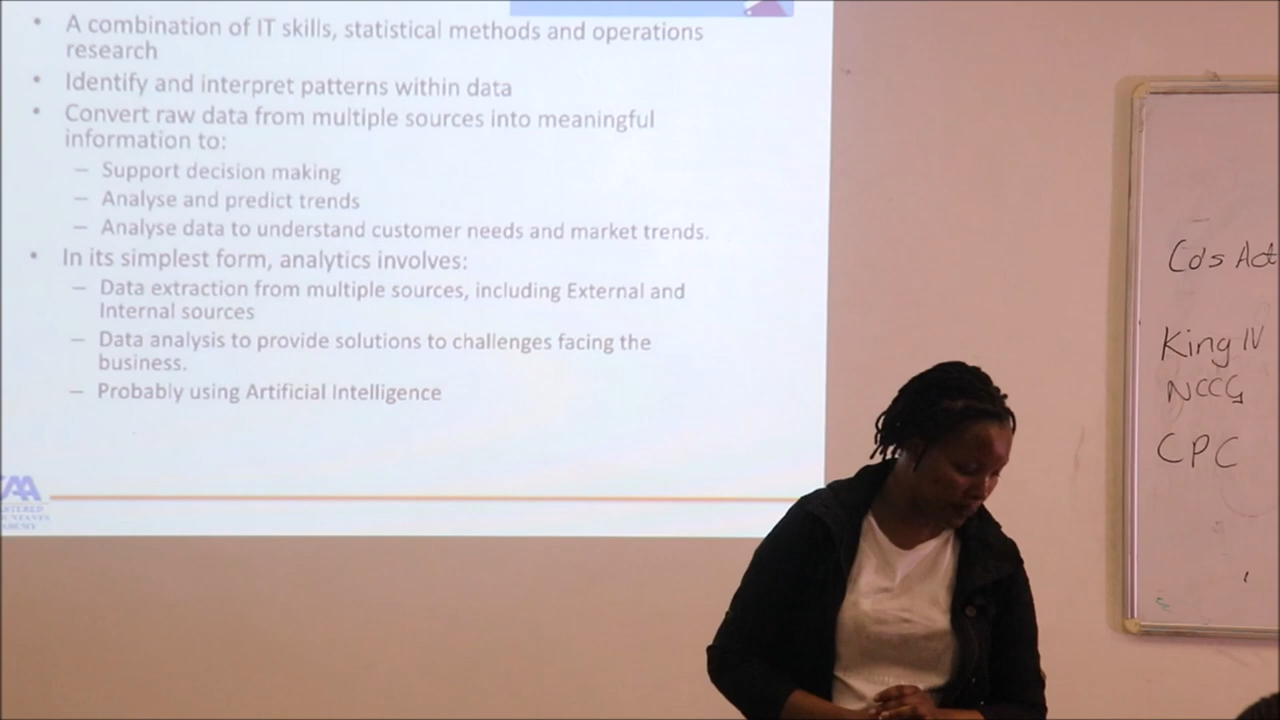 • A combination of IT skills, statistical methods and operations
research
• Identify and interpret patterns within data
• Convert raw data from multiple sources into meaningful
information to:
– Support decision making
– Analyse and predict trends
– Analyse data to understand customer needs and market trends.
• In its simplest form, analytics involves:
– Data extraction from multiple sources, including External and
Internal sources
– Data analysis to provide solutions to challenges facing the
business.
– Probably using Artificial Intelligence
Co's Act
King IV
NCCG
CPC